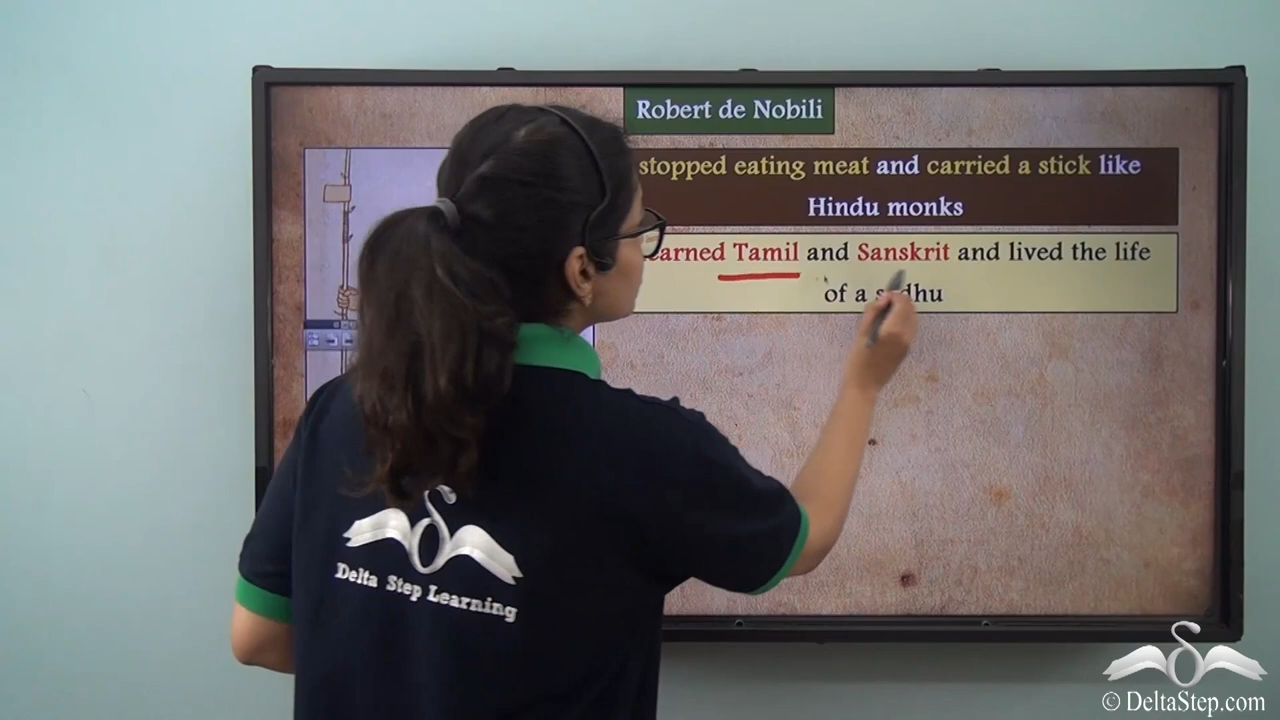 Robert de Nobili
stopped eating meat and carried a stick like
Hindu monks
Tamil and Sanskrit and lived the life
of a
Delta Step Learning
© DeltaStep.com